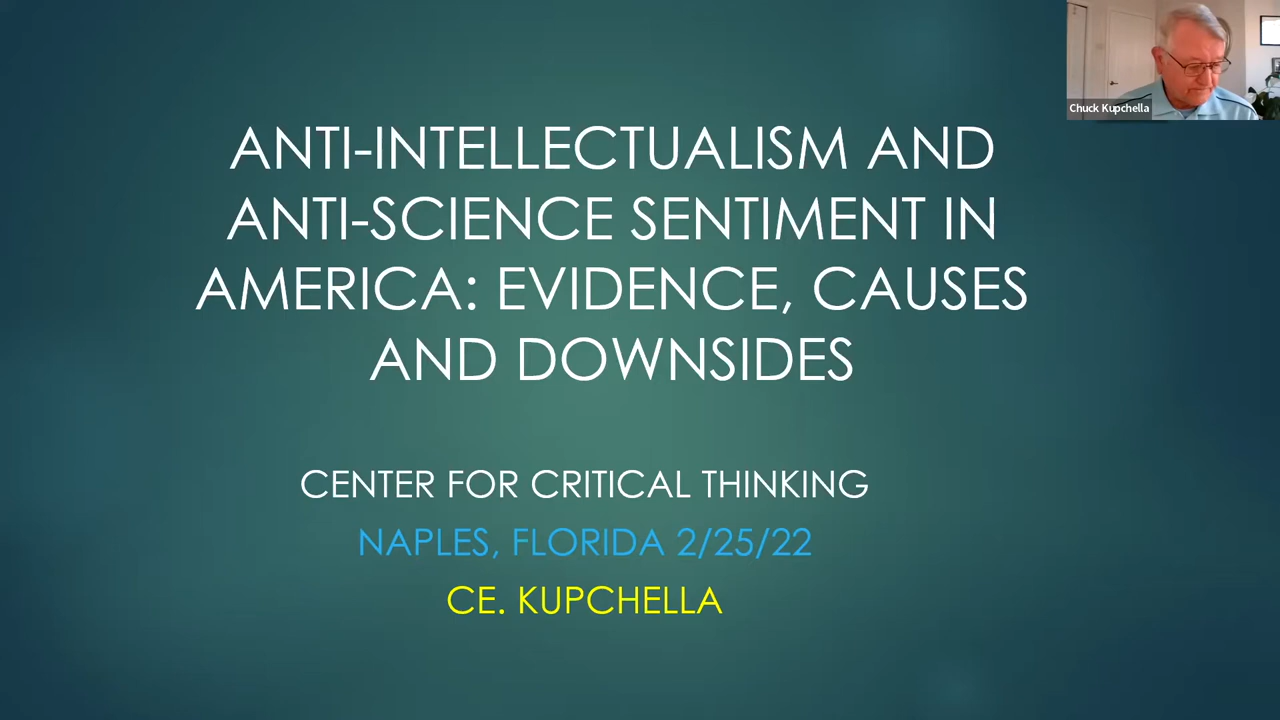 Chuck Kupchella
ANTI-INTELLECTUALISM AND
ANTI-SCIENCE SENTIMENT IN
AMERICA: EVIDENCE, CAUSES
AND DOWNSIDES
CENTER FOR CRITICAL THINKING
NAPLES, FLORIDA 2/25/22
CE. KUPCHELLA